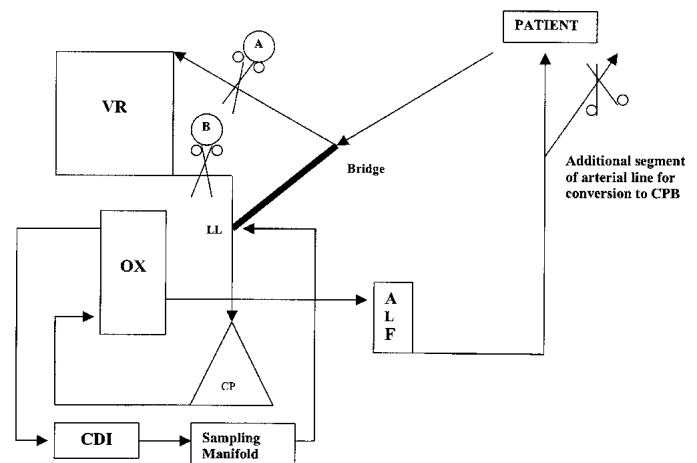 PATIENT
A
VR
B
Bridge
Additional segment
of arterial line for
conversion to CPB
LL
OX
A
L
F
CP
CDI
Sampling
Manifold